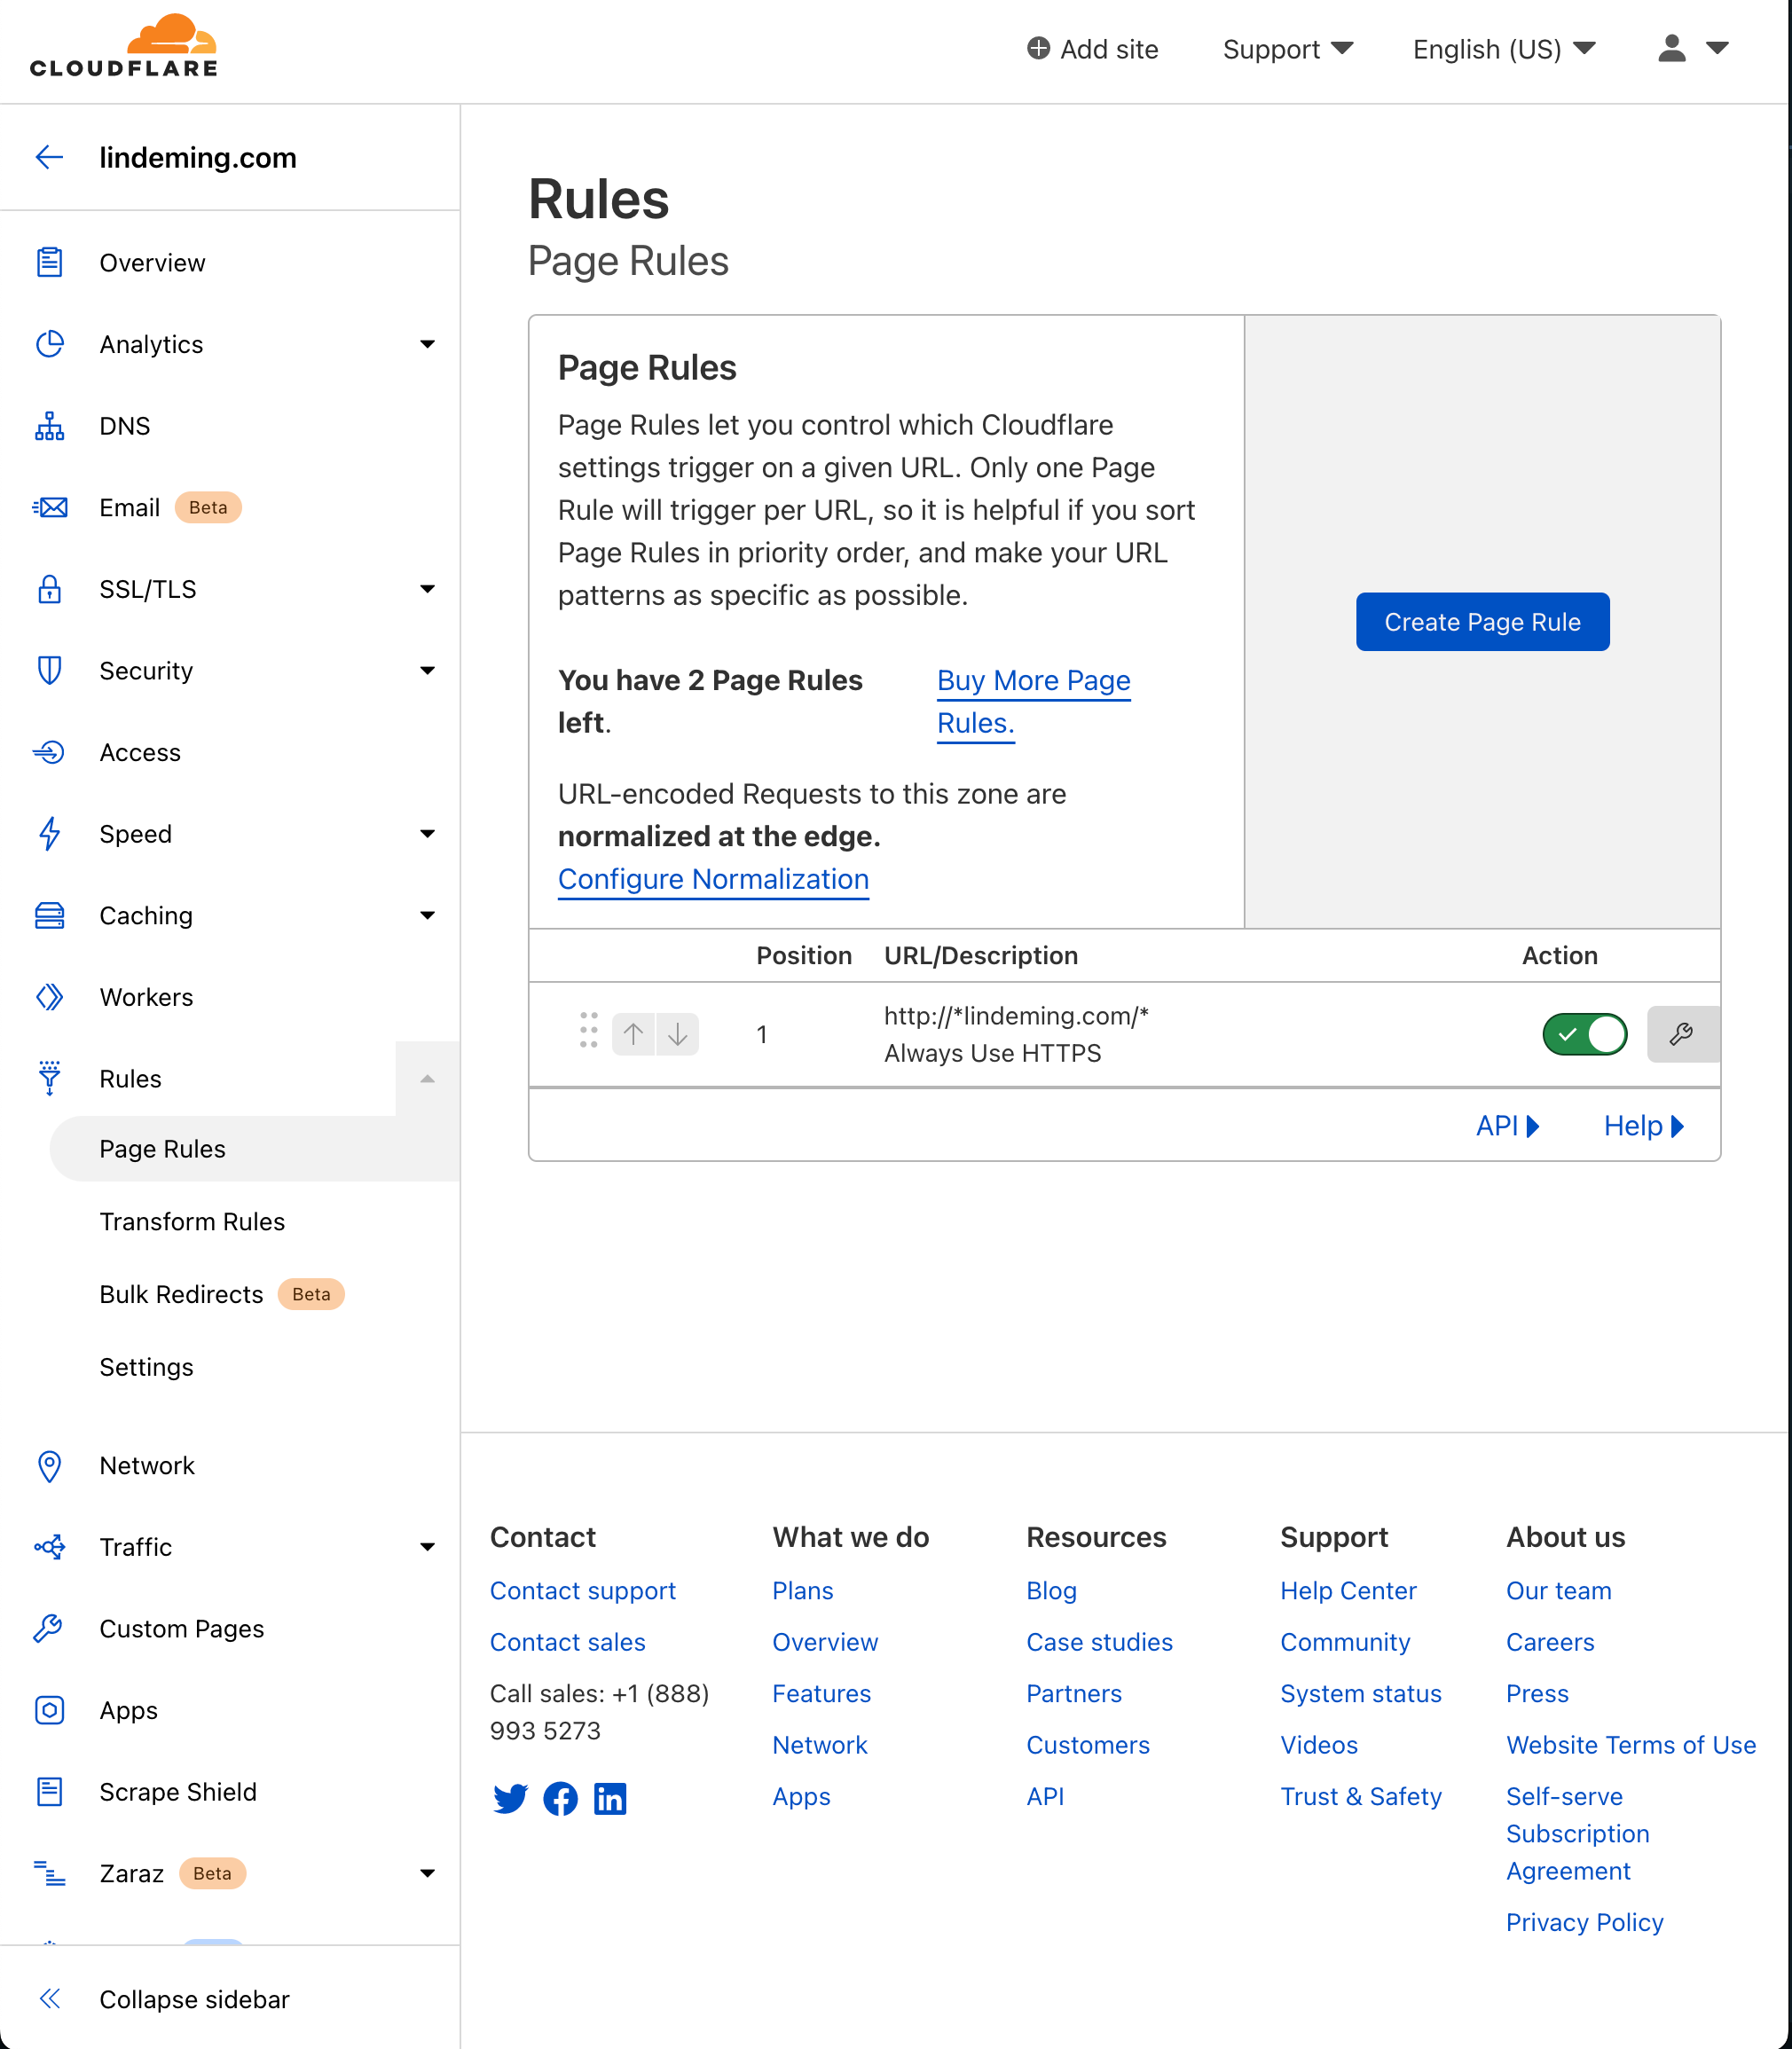 CLOUDFLARE
Add site
Support
English (US)
lindeming.com
Overview
Analytics
DNS
Email Beta
SSL/TLS
Security
Access
Speed
Caching
Workers
Rules
Page Rules
Transform Rules
Bulk Redirects Beta
Settings
Network
Traffic
Custom Pages
Apps
Scrape Shield
Zaraz Beta
Collapse sidebar
Rules
Page Rules
Page Rules
Page Rules let you control which Cloudflare
settings trigger on a given URL. Only one Page
Rule will trigger per URL, so it is helpful if you sort
Page Rules in priority order, and make your URL
patterns as specific as possible.
You have 2 Page Rules
left.
Buy More Page
Rules.
URL-encoded Requests to this zone are
normalized at the edge.
Configure Normalization
Create Page Rule
Position URL/Description Action
1
http://*lindeming.com/*
Always Use HTTPS
API Help
Contact
Contact support
Contact sales
Call sales: +1 (888)
993 5273
What we do
Plans
Overview
Features
Network
Apps
Resources
Blog
Case studies
Partners
Customers
API
Support
Help Center
Community
System status
Videos
Trust & Safety
About us
Our team
Careers
Press
Website Terms of Use
Self-serve
Subscription
Agreement
Privacy Policy